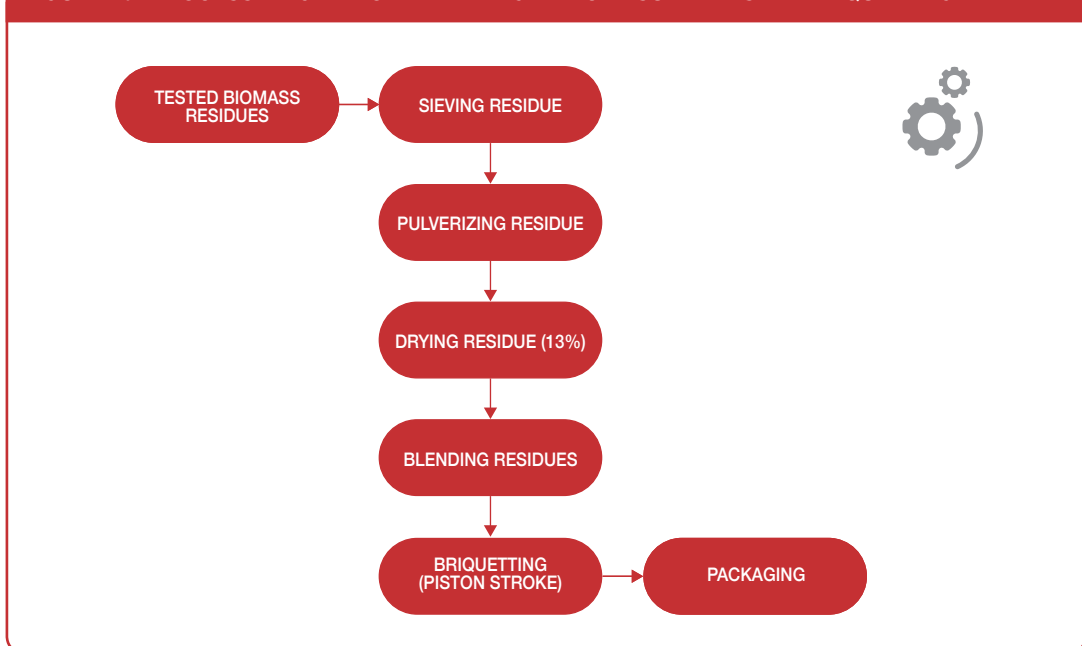 TESTED BIOMASS
RESIDUES
SIEVING RESIDUE
PULVERIZING RESIDUE
DRYING RESIDUE (13%)
BLENDING RESIDUES
BRIQUETTING
(PISTON STROKE)
PACKAGING